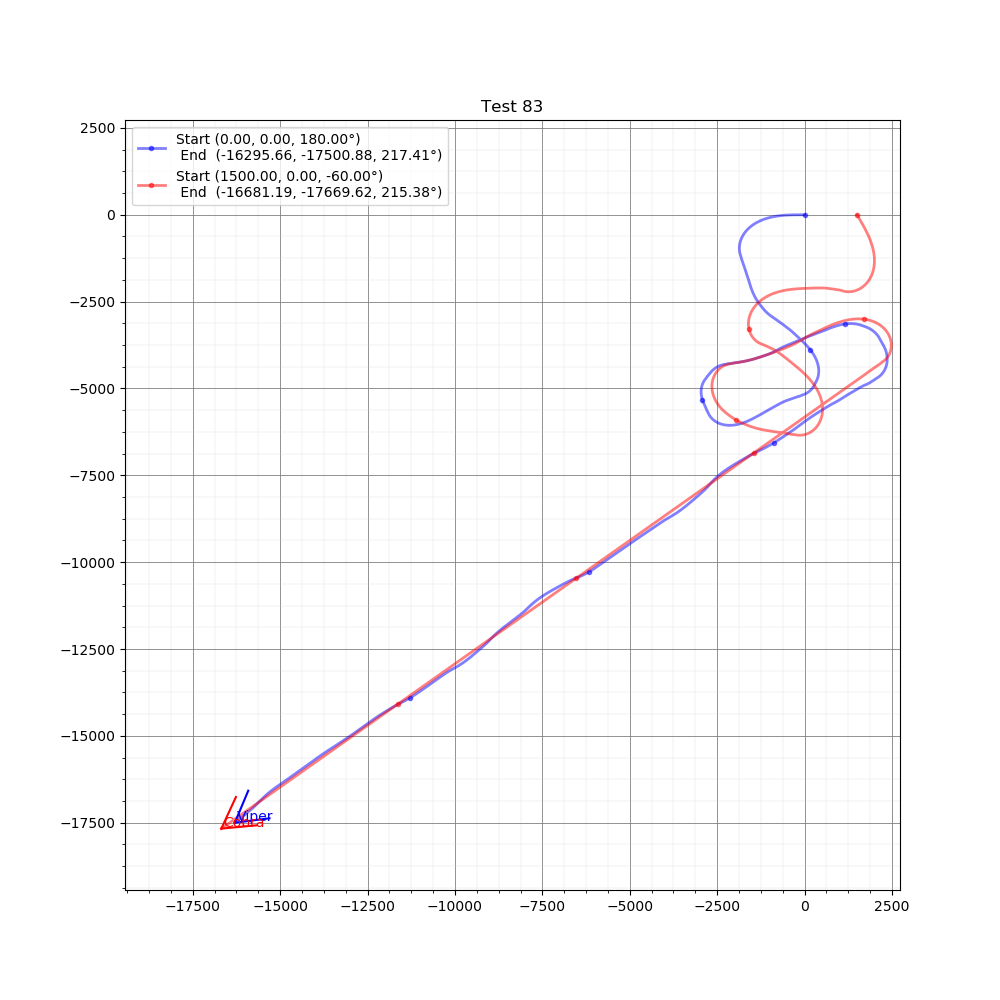 Test 83
Start (0.00, 0.00, 180.00°)
End (-16295.66, -17500.88, 217.41°)
Start (1500.00, 0.00, -60.00°)
End (-16681.19, -17669.62, 215.38°)
2500
0
−2500
−5000
−7500
−10000
−12500
−15000
−17500
Viper
Cobra
−17500 −15000 −12500 −10000 −7500 −5000 −2500 0 2500